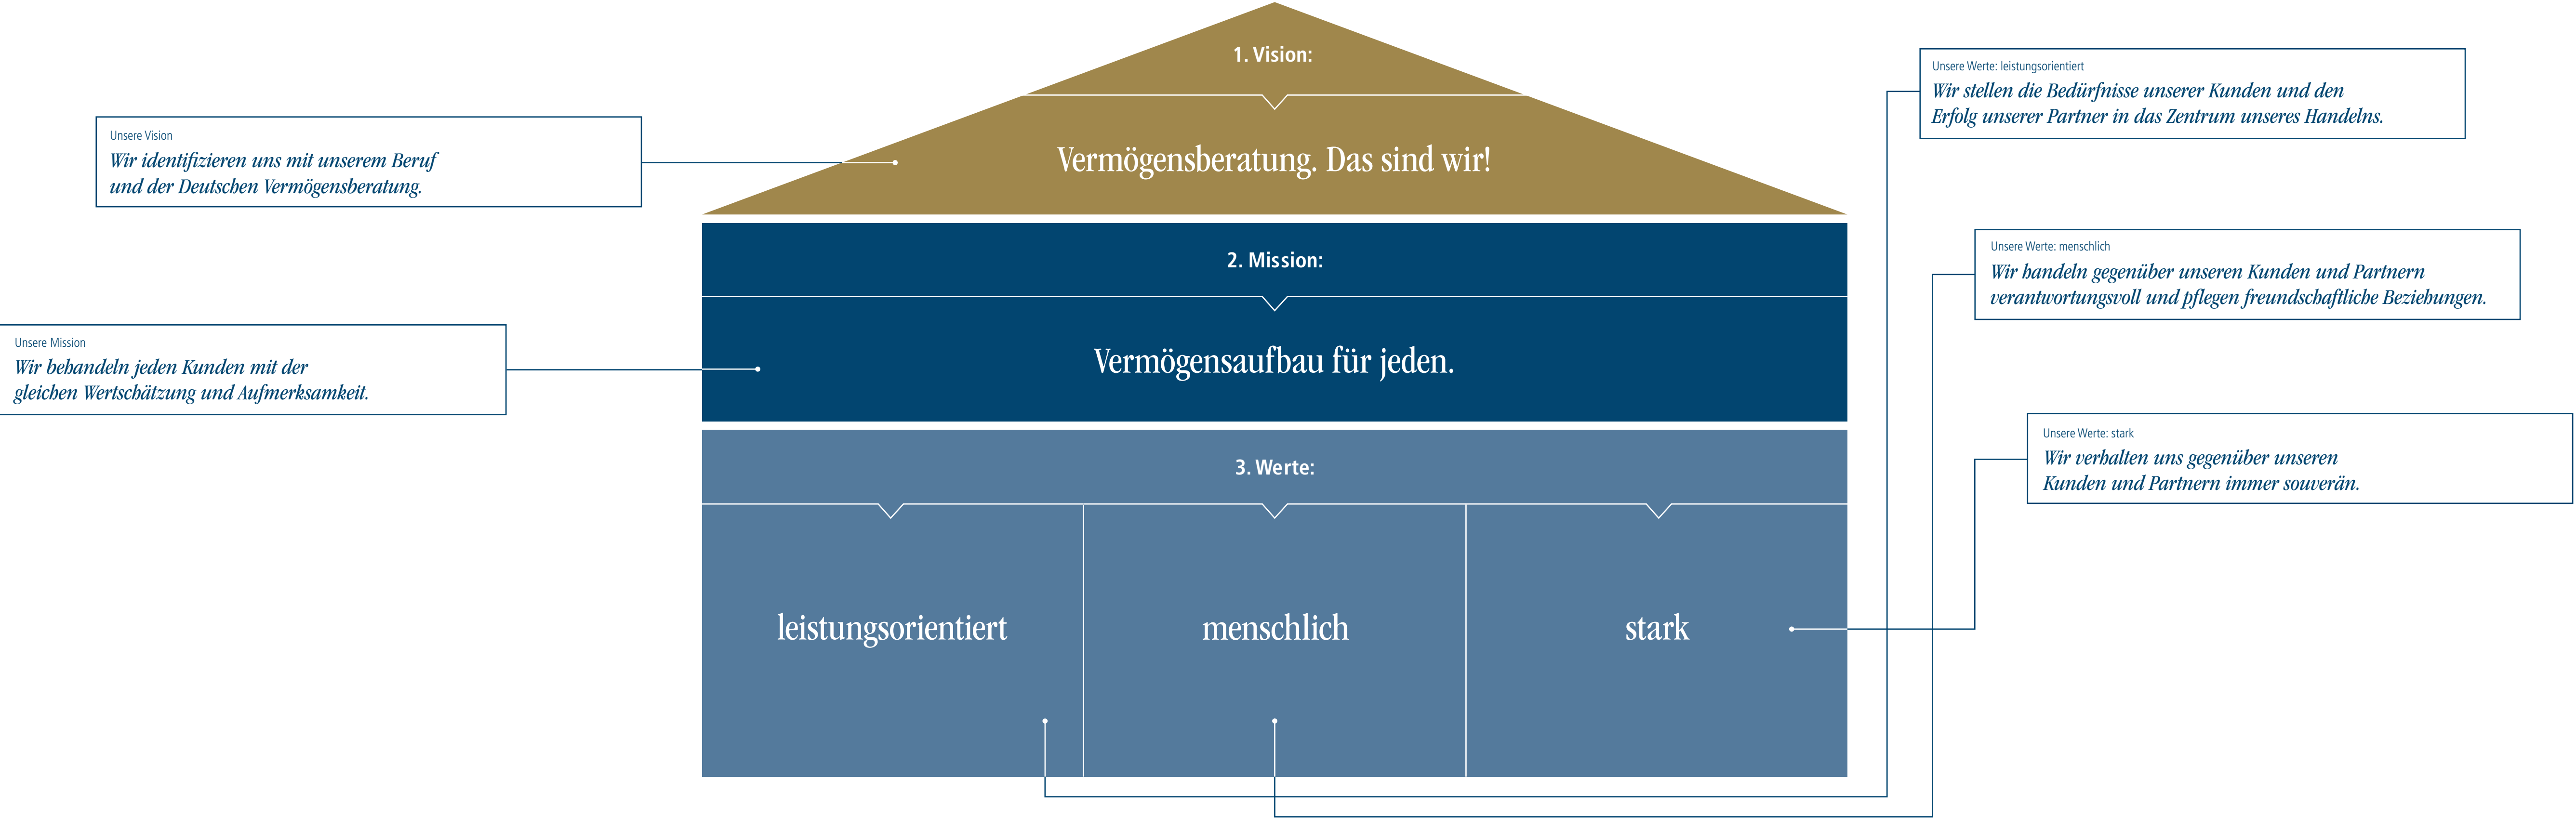 1. Vision:
Vermögensberatung. Das sind wir!
Unsere Vision
Wir identifizieren uns mit unserem Beruf
und der Deutschen Vermögensberatung.
2. Mission:
Vermögensaufbau für jeden.
Unsere Mission
Wir behandeln jeden Kunden mit der
gleichen Wertschätzung und Aufmerksamkeit.
3. Werte:
leistungsorientiert
menschlich
stark
Unsere Werte: leistungsorientiert
Wir stellen die Bedürfnisse unserer Kunden und den
Erfolg unserer Partner in das Zentrum unseres Handelns.
Unsere Werte: menschlich
Wir handeln gegenüber unseren Kunden und Partnern
verantwortungsvoll und pflegen freundschaftliche Beziehungen.
Unsere Werte: stark
Wir verhalten uns gegenüber unseren
Kunden und Partnern immer souverän.